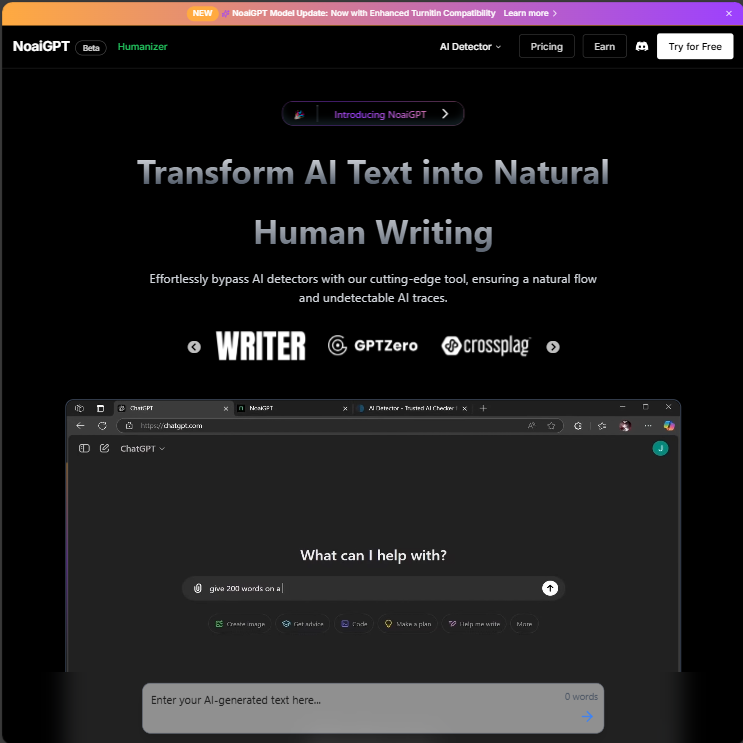 NEW NoaiGPT Model Update: Now with Enhanced Turnitin Compatibility Learn more
NoaiGPT Beta Humanizer AI Detector Pricing Earn Try for Free
Introducing NoaiGPT
Transform AI Text into Natural
Human Writing
Effortlessly bypass AI detectors with our cutting-edge tool, ensuring a natural flow
and undetectable AI traces.
WRITER GPTZero crossplag
ChatGPT NoaiGPT AI Detector - Trusted AI Checker
https://chatgpt.com
ChatGPT J
What can I help with?
give 200 words on a
Create image Get advice Code Make a plan Help me write More
Enter your AI-generated text here... 0 words